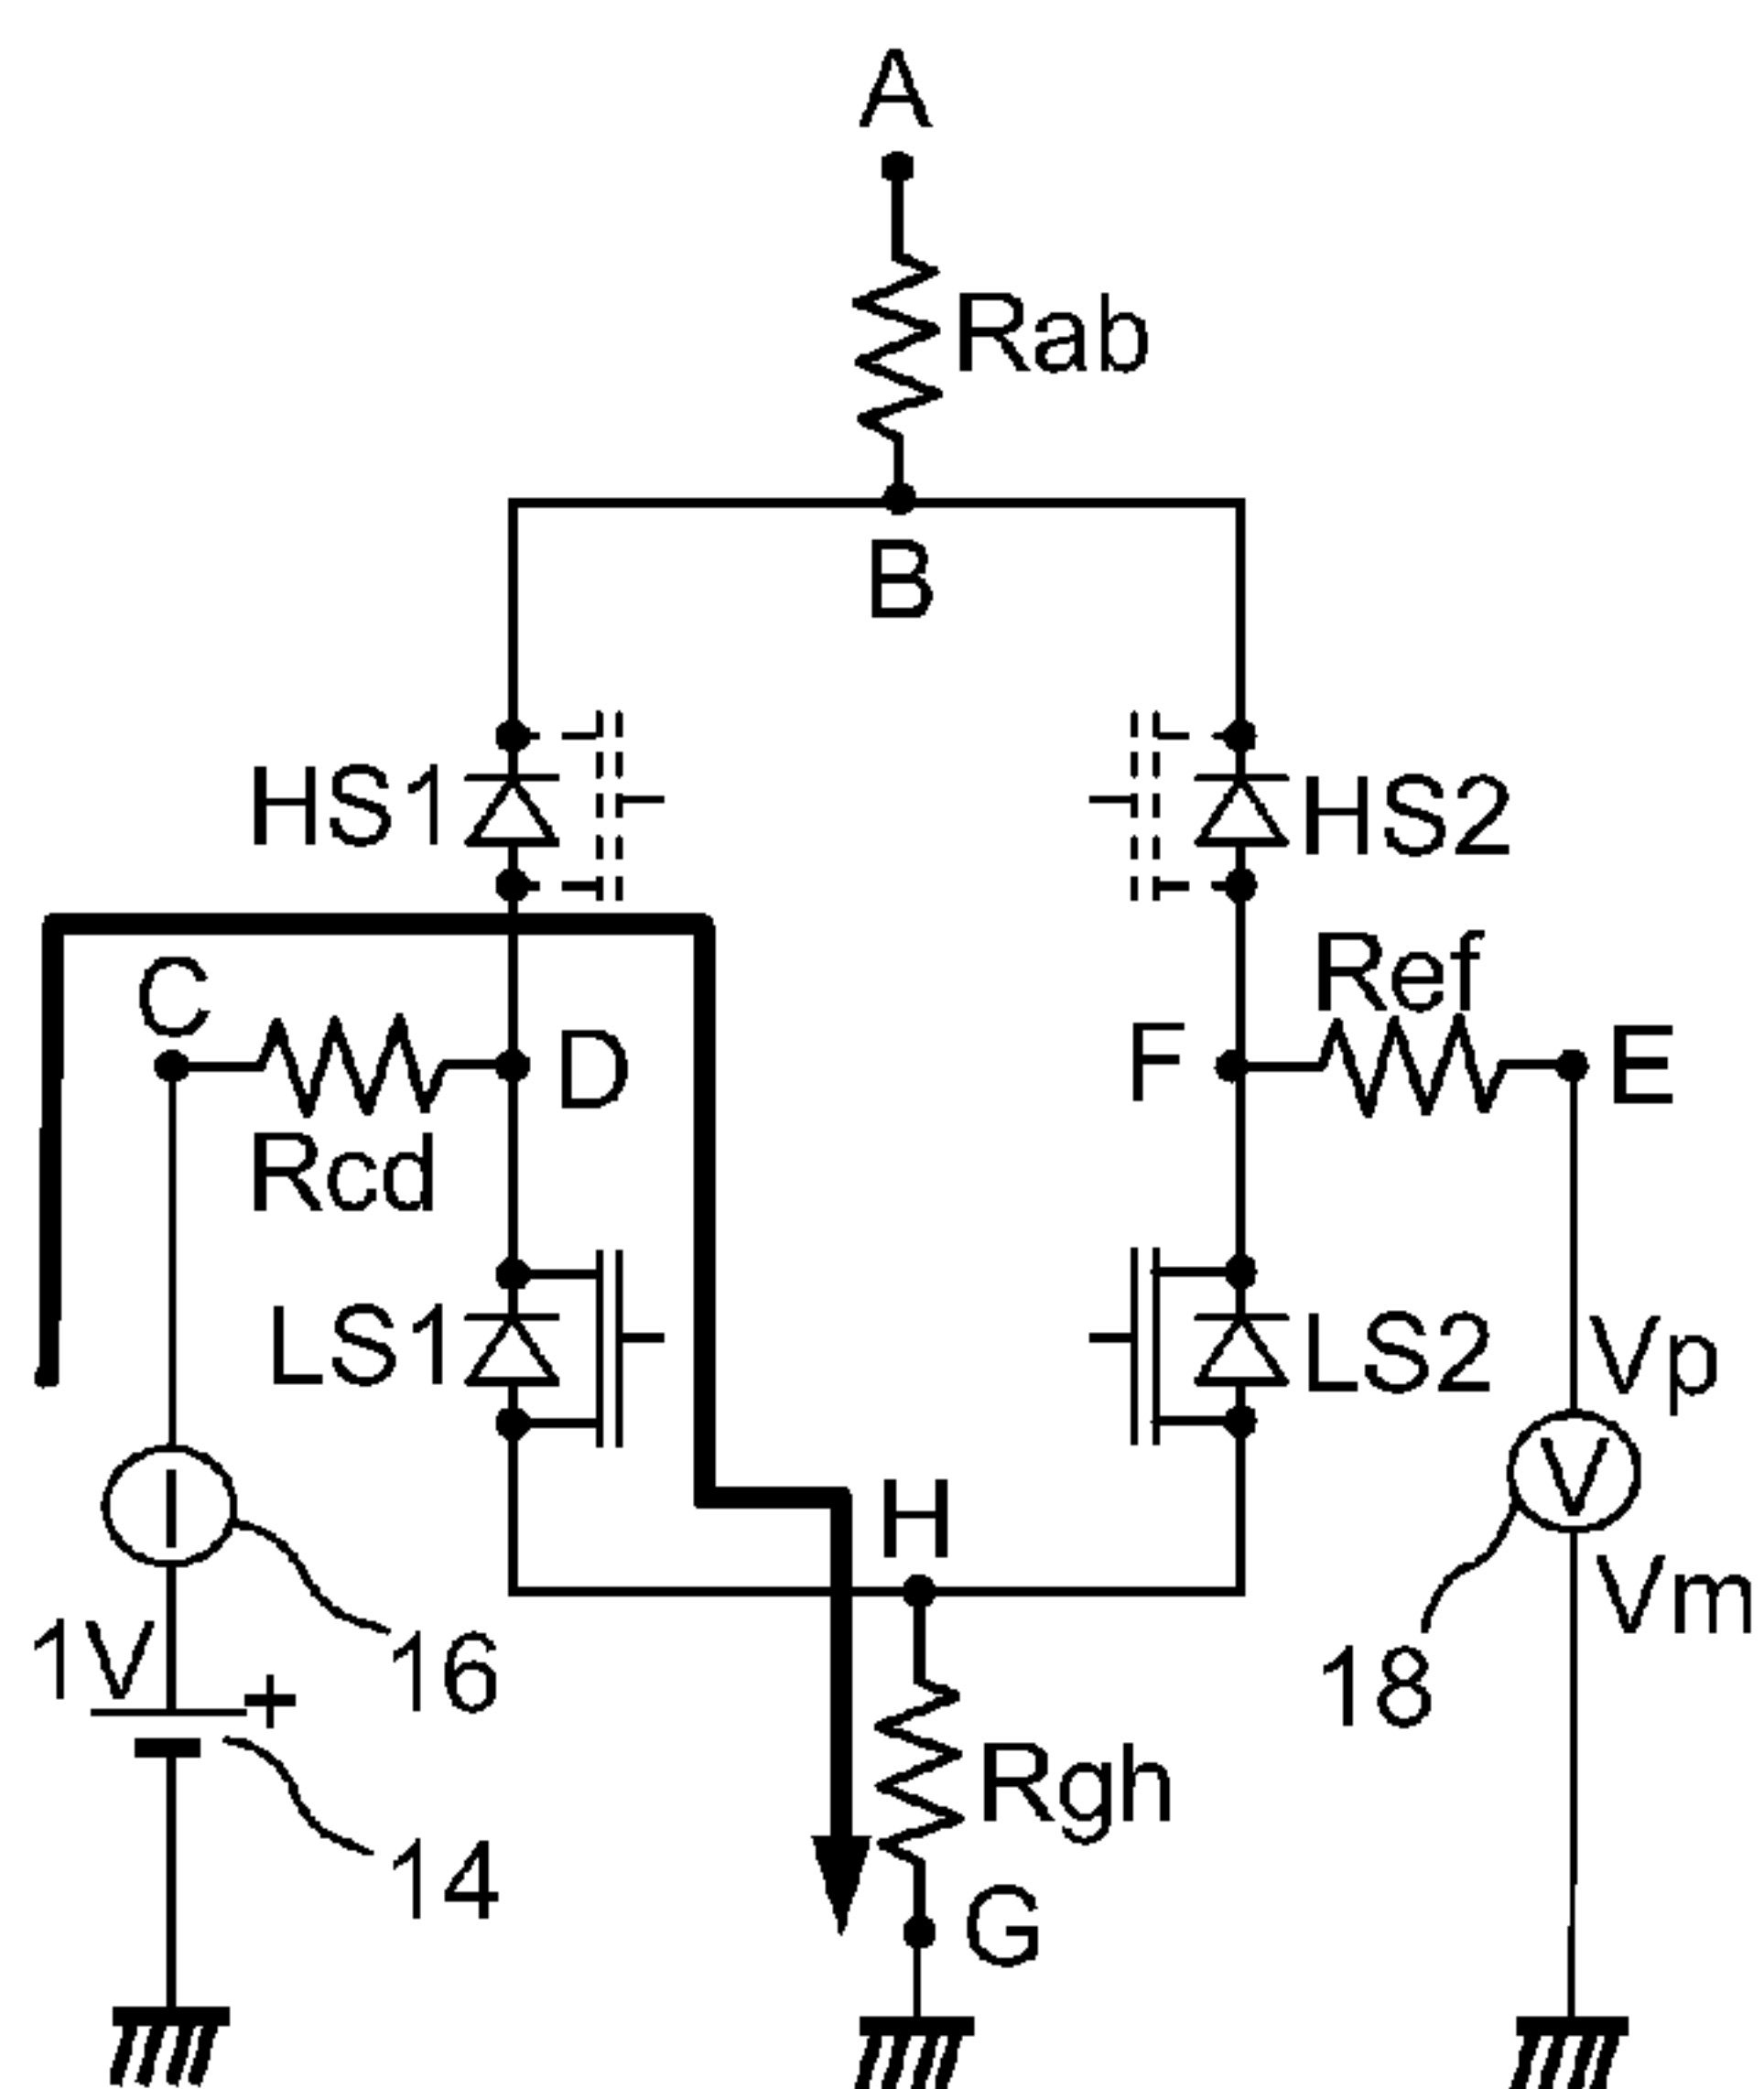 A
Rab
B
HS1
HS2
C
Ref
D
F
E
Rcd
LS1
LS2
Vp
H
I
V
Vm
1V
+
16
18
Rgh
14
G